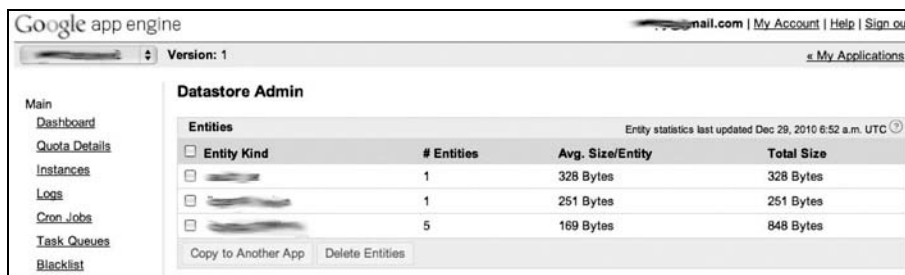 Google app engine
nail.com | My Account | Help | Sign ou
Version: 1
« My Applications
Main
Dashboard
Quota Details
Instances
Logs
Cron Jobs
Task Queues
Blacklist
Datastore Admin
Entities Entity statistics last updated Dec 29, 2010 6:52 a.m. UTC ?
Entity Kind # Entities Avg. Size/Entity Total Size
1 328 Bytes 328 Bytes
1 251 Bytes 251 Bytes
5 169 Bytes 848 Bytes
Copy to Another App Delete Entities